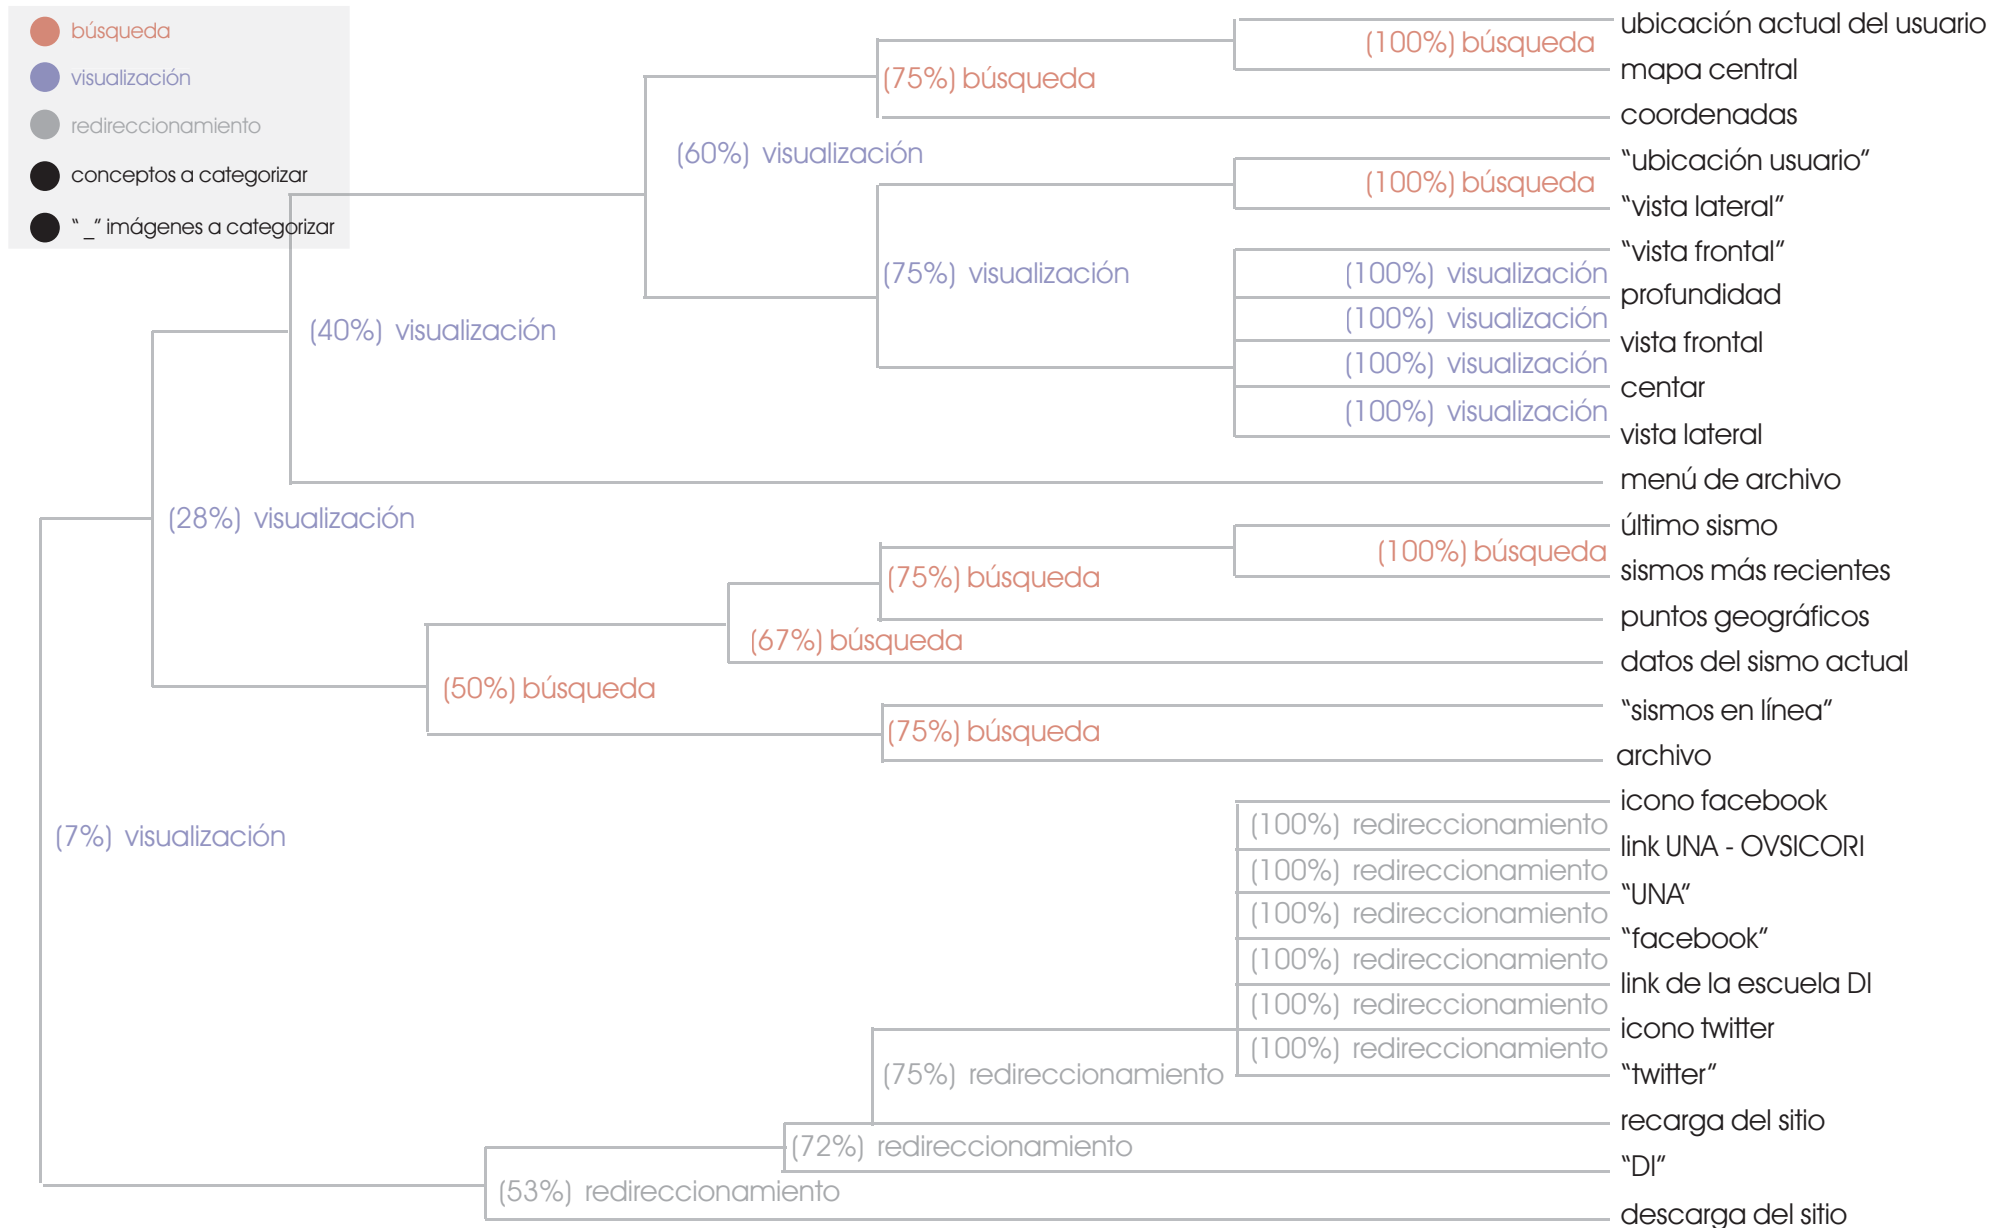 búsqueda
visualización
redireccionamiento
conceptos a categorizar
“ _” imágenes a categorizar
ubicación actual del usuario
(100%) búsqueda
mapa central
(75%) búsqueda
coordenadas
(60%) visualización
“ubicación usuario”
(100%) búsqueda
“vista lateral”
“vista frontal”
(75%) visualización
(100%) visualización
profundidad
(100%) visualización
(40%) visualización
vista frontal
(100%) visualización
centar
(100%) visualización
vista lateral
menú de archivo
(28%) visualización
último sismo
(100%) búsqueda
(75%) búsqueda
sismos más recientes
puntos geográficos
(67%) búsqueda
datos del sismo actual
(50%) búsqueda
“sismos en línea”
(75%) búsqueda
archivo
icono facebook
(100%) redireccionamiento
(7%) visualización
link UNA - OVSICORI
(100%) redireccionamiento
“UNA”
(100%) redireccionamiento
“facebook”
(100%) redireccionamiento
link de la escuela DI
(100%) redireccionamiento
icono twitter
(100%) redireccionamiento
(75%) redireccionamiento
“twitter”
recarga del sitio
(72%) redireccionamiento
“DI”
(53%) redireccionamiento
descarga del sitio